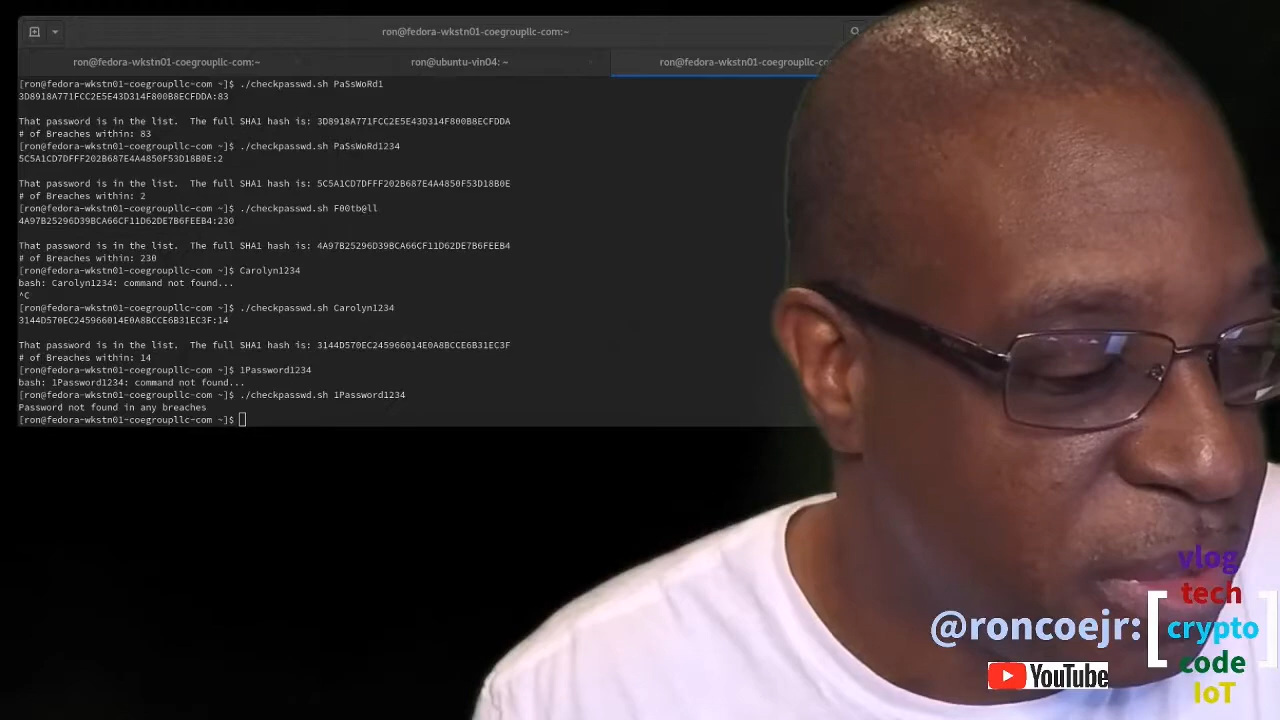 ron@fedora-wkstn01-coegroupllc-com:~
ron@fedora-wkstn01-coegroupllc-com:~
ron@ubuntu-vin04: ~
ron@fedora-wkstn01-coegroupllc-co
[ron@fedora-wkstn01-coegroupllc-com ~]$ ./checkpasswd.sh PaSsWoRd1
3D8918A771FCC2E5E43D314F800B8ECFDDA:83
That password is in the list.  The full SHA1 hash is: 3D8918A771FCC2E5E43D314F800B8ECFDDA
# of Breaches within: 83
[ron@fedora-wkstn01-coegroupllc-com ~]$ ./checkpasswd.sh PaSsWoRd1234
5C5A1CD7DFFF202B687E4A4850F53D18B0E:2
That password is in the list.  The full SHA1 hash is: 5C5A1CD7DFFF202B687E4A4850F53D18B0E
# of Breaches within: 2
[ron@fedora-wkstn01-coegroupllc-com ~]$ ./checkpasswd.sh F00tb@ll
4A97B25296D39BCA66CF11D62DE7B6FEEB4:230
That password is in the list.  The full SHA1 hash is: 4A97B25296D39BCA66CF11D62DE7B6FEEB4
# of Breaches within: 230
[ron@fedora-wkstn01-coegroupllc-com ~]$ Carolyn1234
bash: Carolyn1234: command not found...
^C
[ron@fedora-wkstn01-coegroupllc-com ~]$ ./checkpasswd.sh Carolyn1234
3144D570EC245966014E0A8BCCE6B31EC3F:14
That password is in the list.  The full SHA1 hash is: 3144D570EC245966014E0A8BCCE6B31EC3F
# of Breaches within: 14
[ron@fedora-wkstn01-coegroupllc-com ~]$ 1Password1234
bash: 1Password1234: command not found...
[ron@fedora-wkstn01-coegroupllc-com ~]$ ./checkpasswd.sh 1Password1234
Password not found in any breaches
[ron@fedora-wkstn01-coegroupllc-com ~]$
vlog
tech
@roncoejr: [ crypto ]
code
YouTube
IoT